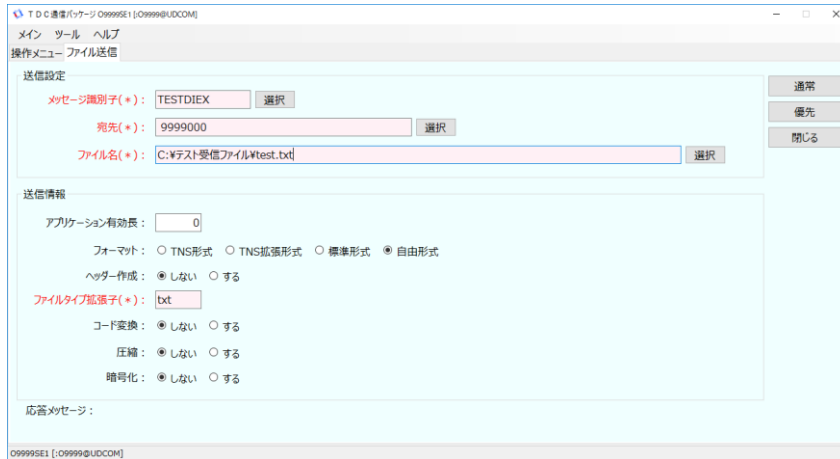 TDC通信パッケージ O9999SE1 [:O9999@UDCOM]
メイン ツール ヘルプ
操作メニュー ファイル送信
送信設定
メッセージ識別子(*): TESTDIEX 選択
宛先(*): 9999000 選択
ファイル名(*): C:¥テスト受信ファイル¥test.txt 選択
通常
優先
閉じる
送信情報
アプリケーション有効長: 0
フォーマット: TNS形式 TNS拡張形式 標準形式 自由形式
ヘッダー作成: しない する
ファイルタイプ拡張子(*): txt
コード変換: しない する
圧縮: しない する
暗号化: しない する
応答メッセージ:
O9999SE1 [:O9999@UDCOM]